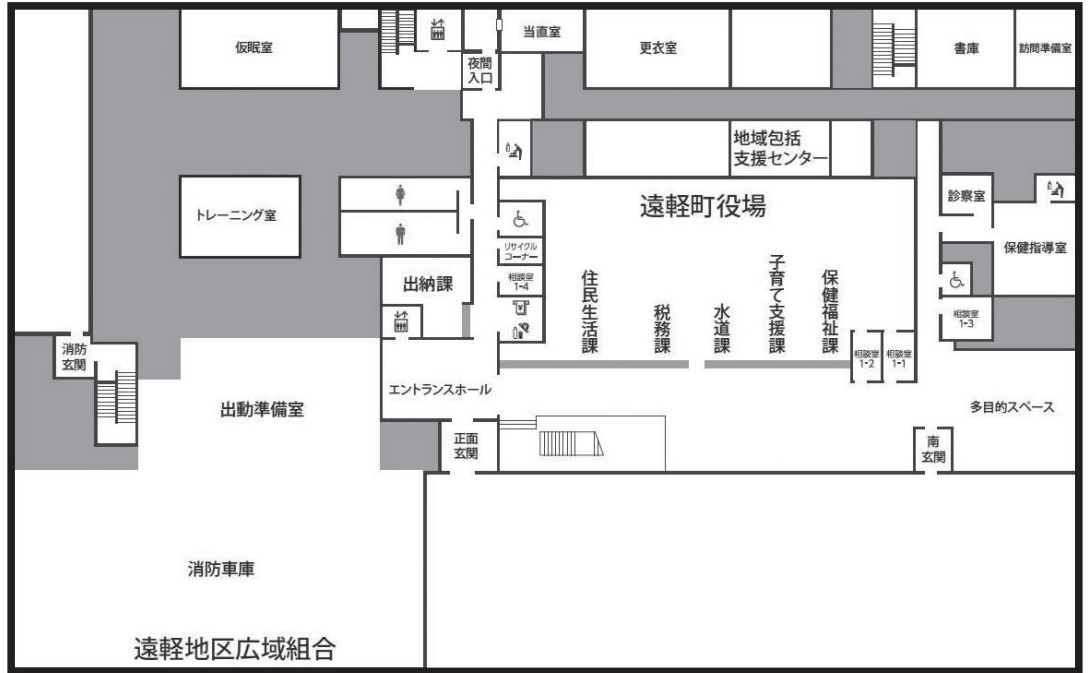 仮眠室
当直室
更衣室
書庫
訪問準備室
夜間
入口
地域包括
支援センター
トレーニング室
遠軽町役場
診察室
リサイクル
コーナー
保健指導室
出納課
相談室
1-4
住民生活課
税務課
水道課
子育て支援課
保健福祉課
相談室
1-3
消防
玄関
相談室
1-2
相談室
1-1
エントランスホール
出動準備室
多目的スペース
正面
玄関
南
玄関
消防車庫
遠軽地区広域組合